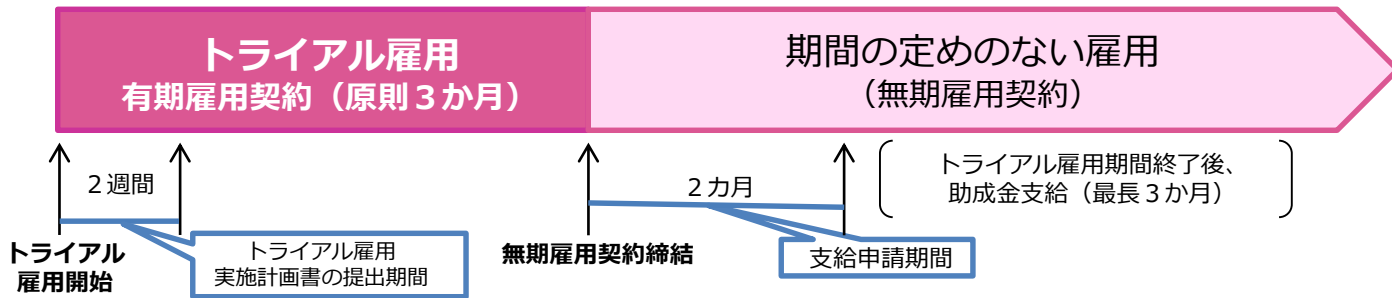 トライアル雇用
有期雇用契約（原則３か月）
期間の定めのない雇用
（無期雇用契約）
２週間
２カ月
トライアル雇用期間終了後、
助成金支給（最長３か月）
トライアル
雇用開始
トライアル雇用
実施計画書の提出期間
無期雇用契約締結
支給申請期間